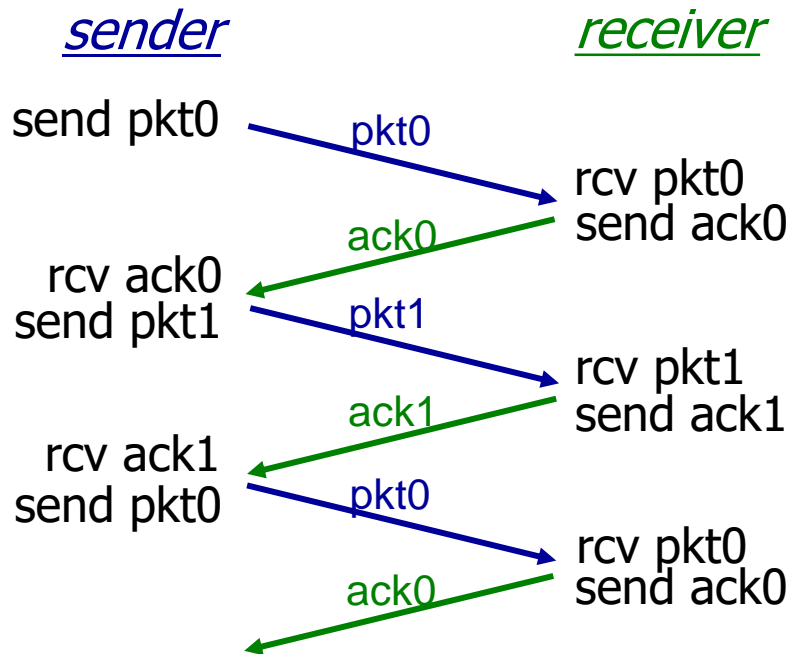 sender
receiver
send pkt0
pkt0
rcv pkt0
send ack0
ack0
rcv ack0
send pkt1
pkt1
rcv pkt1
send ack1
ack1
rcv ack1
send pkt0
pkt0
rcv pkt0
send ack0
ack0